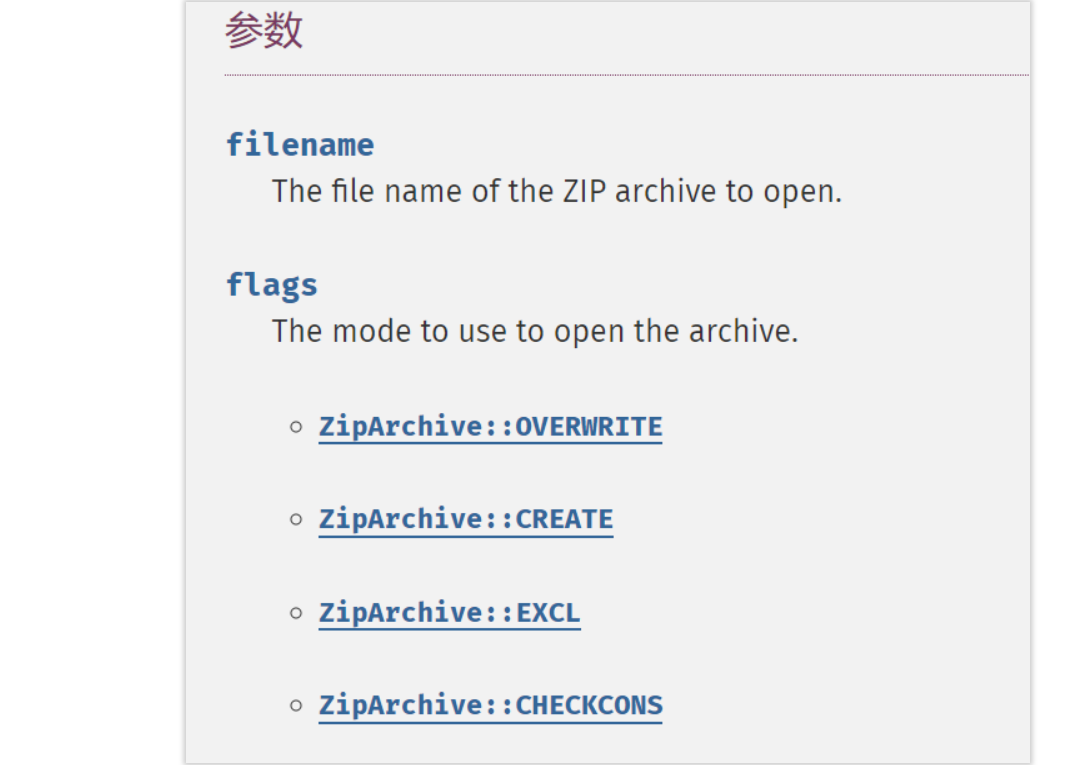 参数
filename
The file name of the ZIP archive to open.
flags
The mode to use to open the archive.
ZipArchive::OVERWRITE
ZipArchive::CREATE
ZipArchive::EXCL
ZipArchive::CHECKCONS